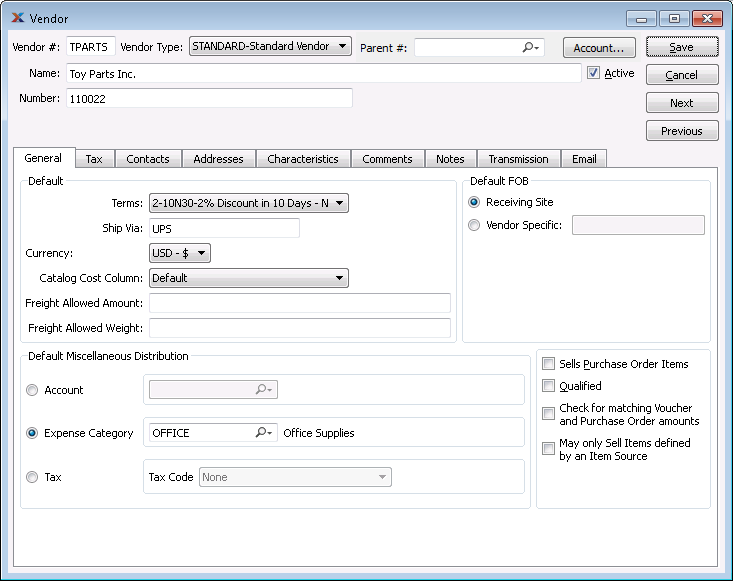 Vendor
Vendor #: TPARTS Vendor Type: STANDARD-Standard Vendor Parent #: Account... Save
Name: Toy Parts Inc. Active Cancel
Number: 110022 Next
Previous
General Tax Contacts Addresses Characteristics Comments Notes Transmission Email
Default Default FOB
Terms: 2-10N30-2% Discount in 10 Days - N Receiving Site
Ship Via: UPS Vendor Specific:
Currency: USD - $
Catalog Cost Column: Default
Freight Allowed Amount:
Freight Allowed Weight:
Default Miscellaneous Distribution
Account
Expense Category OFFICE Office Supplies
Tax Tax Code None
Sells Purchase Order Items
Qualified
Check for matching Voucher
and Purchase Order amounts
May only Sell Items defined
by an Item Source